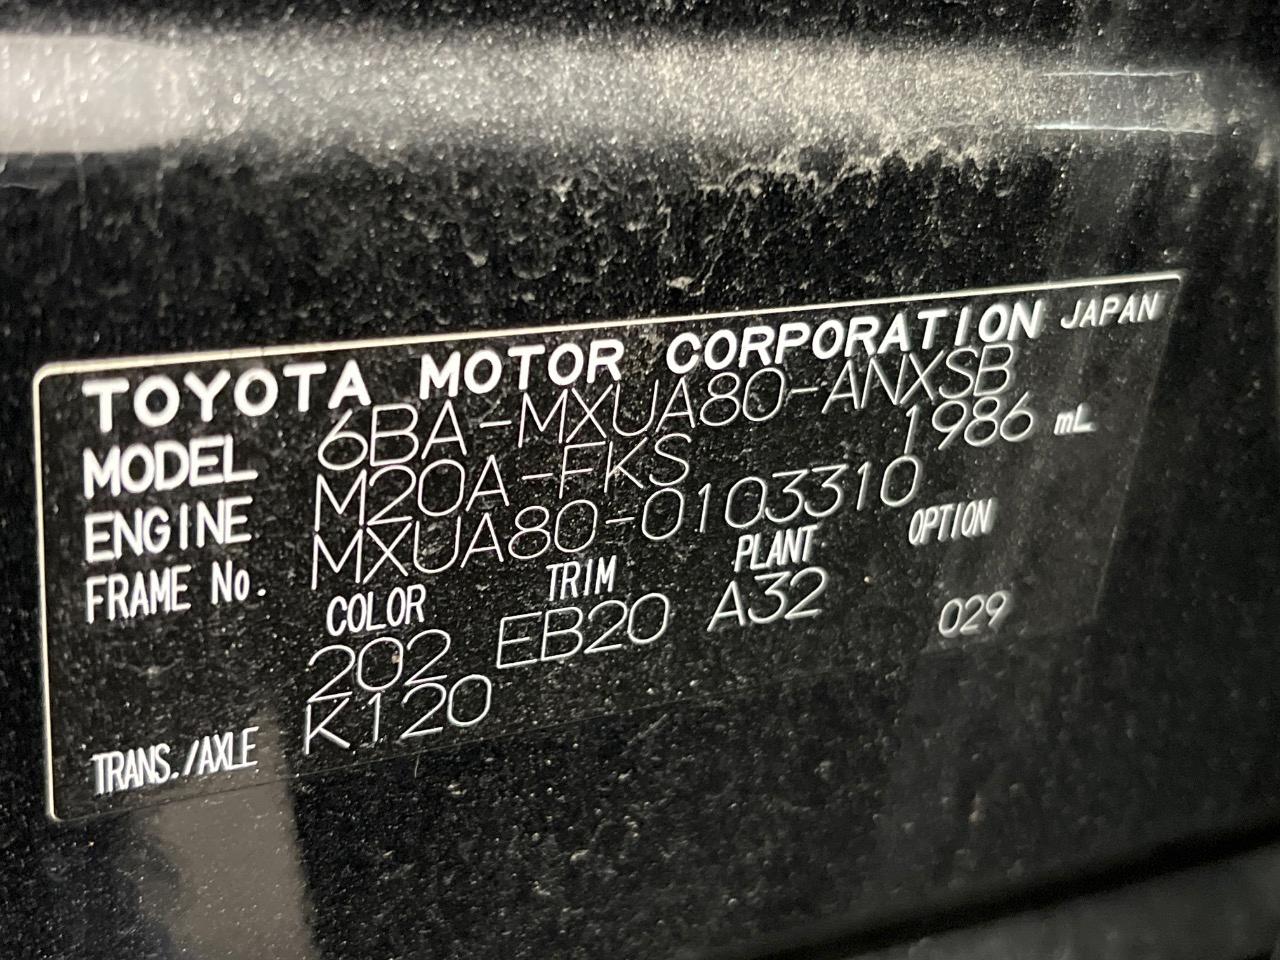 TOYOTA MOTOR CORPORATION JAPAN
MODEL 6BA-MXUA80-ANXSB
ENGINE M20A-FKS 1986 mL
FRAME No. MXUA80-0103310
COLOR TRIM PLANT OPTION
202 EB20 A32 029
TRANS./AXLE K120